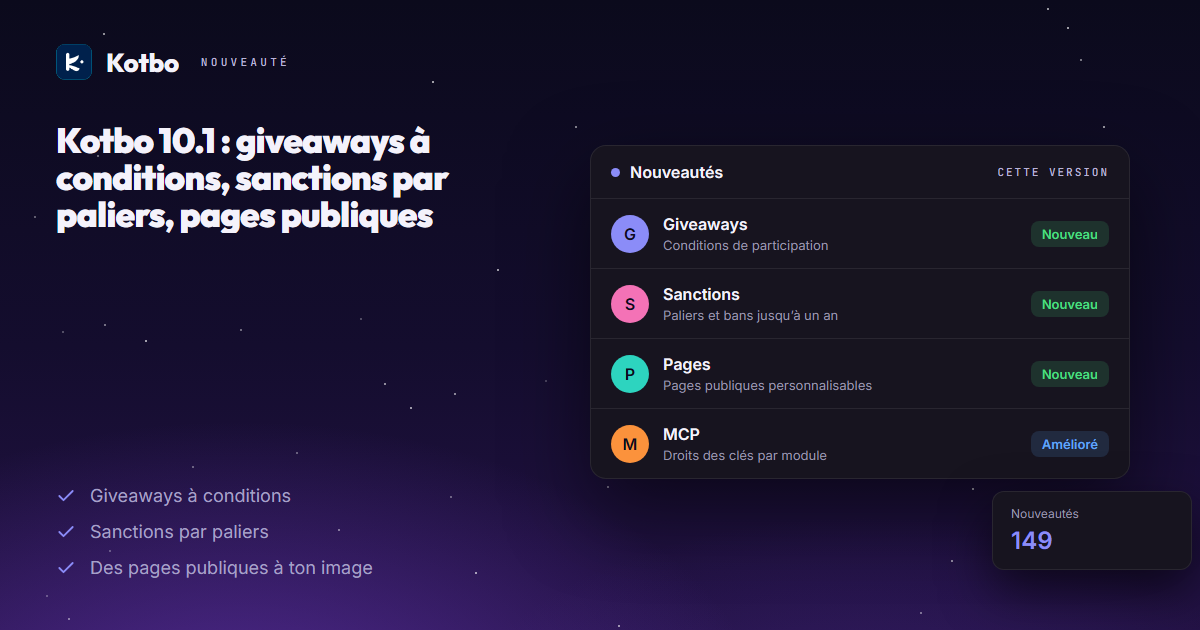 Kotbo NOUVEAUTÉ
Kotbo 10.1 : giveaways à
conditions, sanctions par
paliers, pages publiques
Giveaways à conditions
Sanctions par paliers
Des pages publiques à ton image
Nouveautés CETTE VERSION
G Giveaways
Conditions de participation
Nouveau
S Sanctions
Paliers et bans jusqu'à un an
Nouveau
P Pages
Pages publiques personnalisables
Nouveau
M MCP
Droits des clés par module
Amélioré
Nouveautés
149